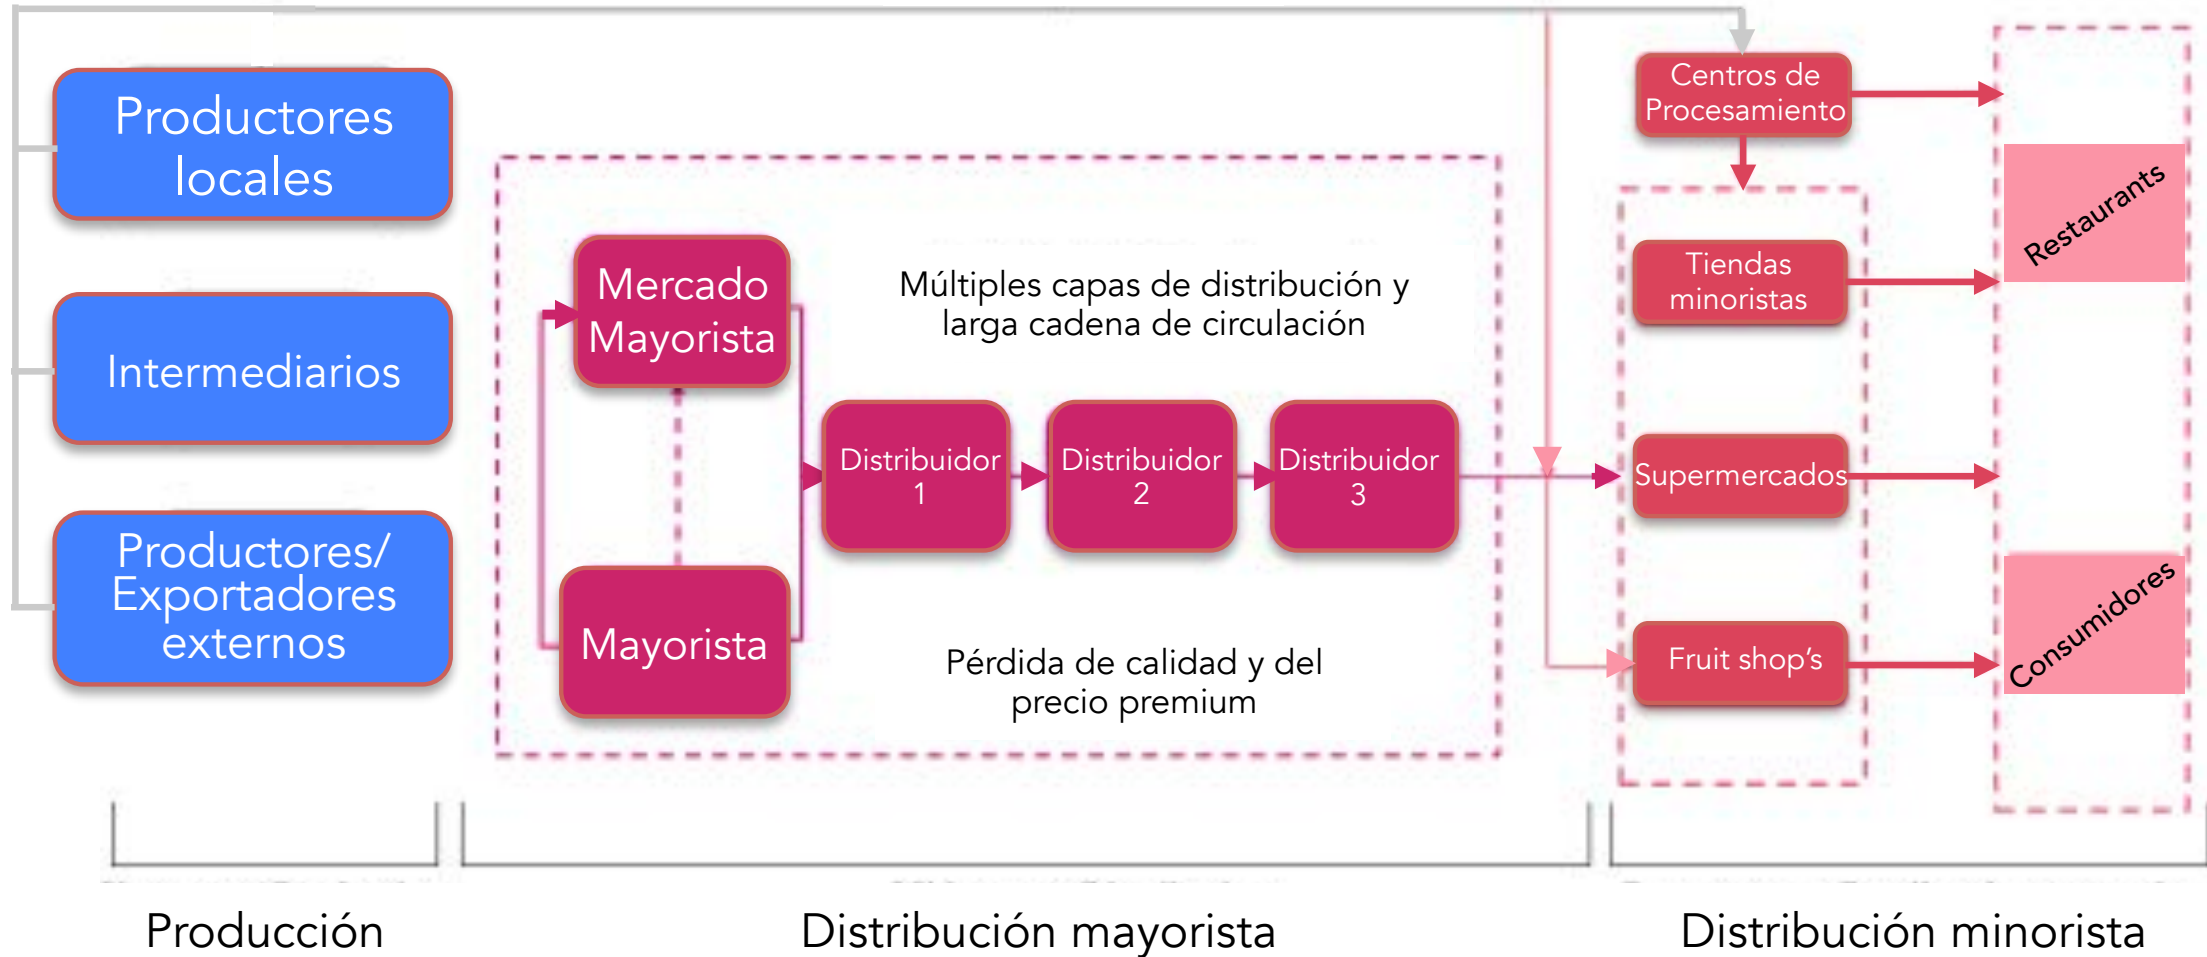 Productores
locales
Intermediarios
Productores/
Exportadores
externos
Mercado
Mayorista
Mayorista
Múltiples capas de distribución y
larga cadena de circulación
Distribuidor
1
Distribuidor
2
Distribuidor
3
Pérdida de calidad y del
precio premium
Centros de
Procesamiento
Tiendas
minoristas
Supermercados
Fruit shop's
Restaurants
Consumidores
Producción
Distribución mayorista
Distribución minorista